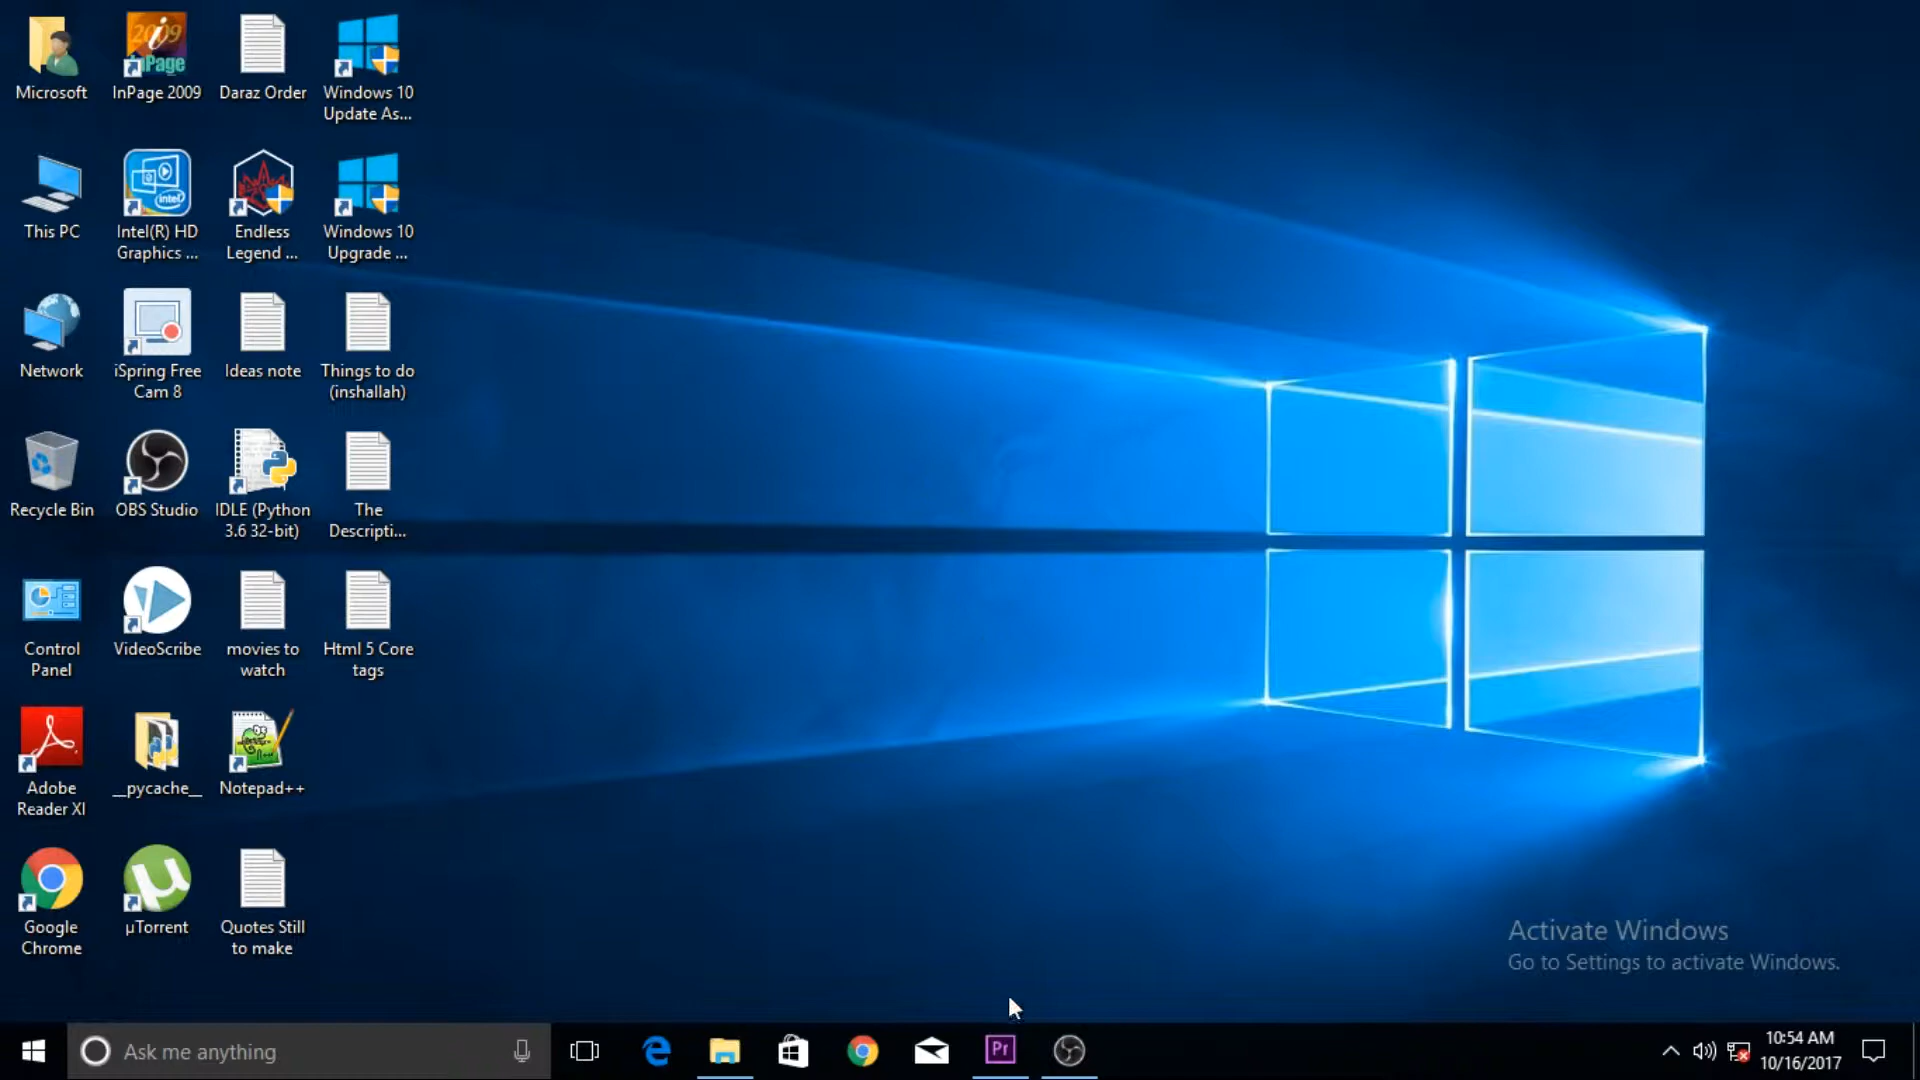 Microsoft
InPage 2009
Daraz Order
Windows 10
Update As...
This PC
Intel(R) HD
Graphics ...
Endless
Legend ...
Windows 10
Upgrade ...
Network
iSpring Free
Cam 8
Ideas note
Things to do
(inshallah)
Recycle Bin
OBS Studio
IDLE (Python
3.6 32-bit)
The
Descripti...
Control
Panel
VideoScribe
movies to
watch
Html 5 Core
tags
Adobe
Reader XI
__pycache__
Notepad++
Google
Chrome
µTorrent
Quotes Still
to make
2009
i
InPage
intel
µ
Activate Windows
Go to Settings to activate Windows.
Ask me anything
Pr
10:54 AM
10/16/2017